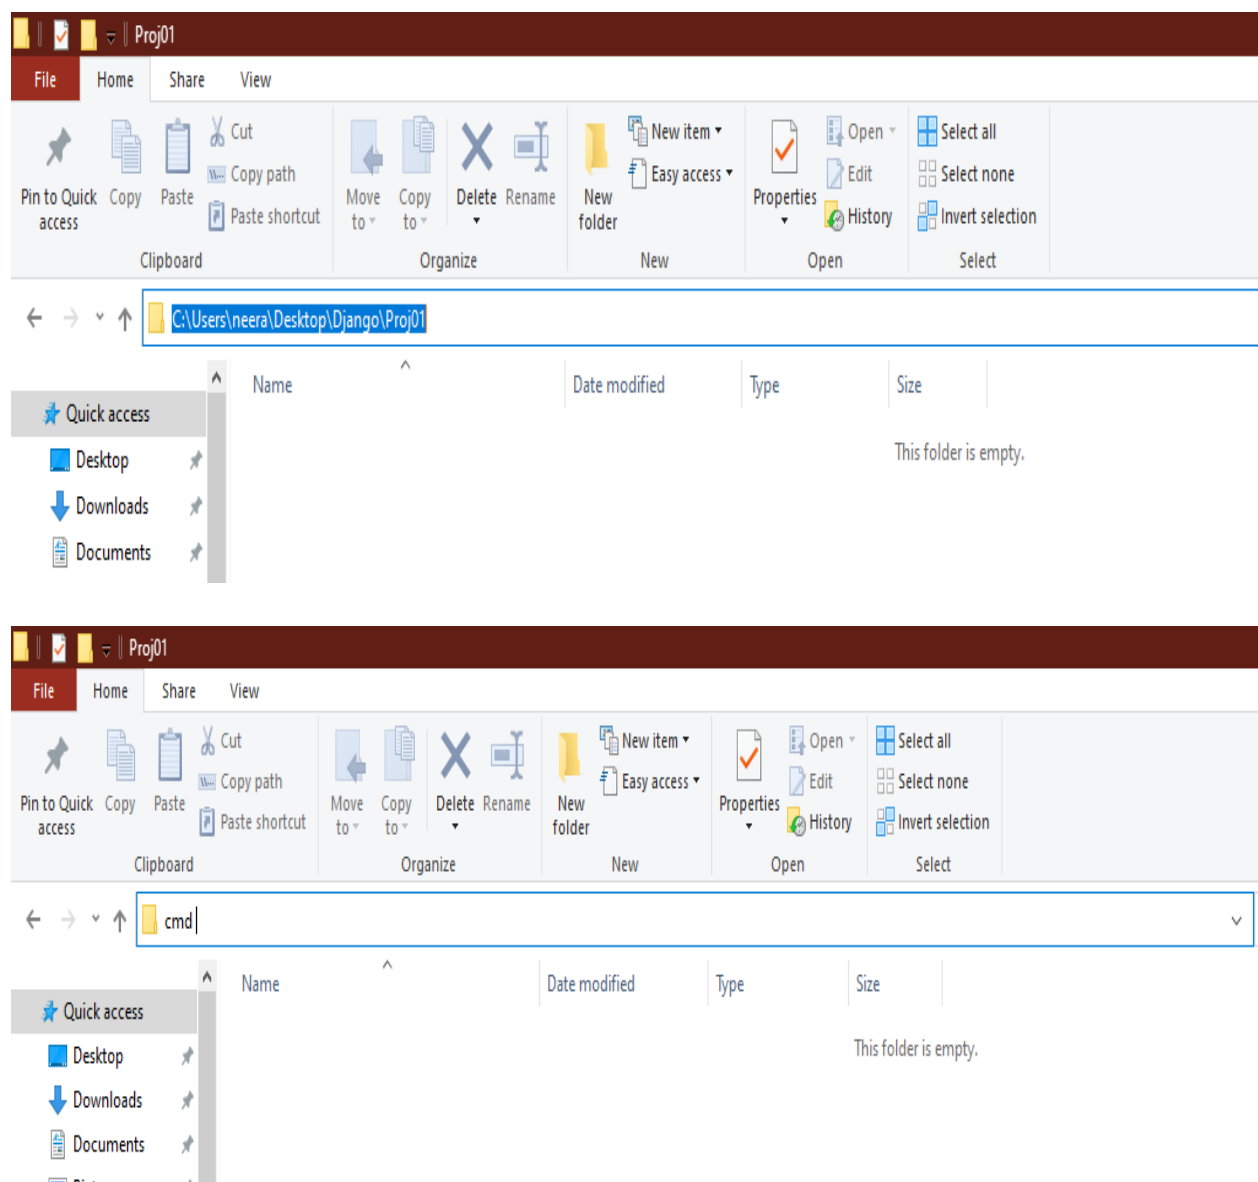 Proj01
File Home Share View
Pin to Quick access
Copy
Paste
Cut
Copy path
Paste shortcut
Clipboard
Move to
Copy to
Delete
Rename
Organize
New folder
New item
Easy access
New
Properties
Open
Edit
History
Open
Select all
Select none
Invert selection
Select
C:\Users\neera\Desktop\Django\Proj01
Name Date modified Type Size
Quick access
This folder is empty.
Desktop
Downloads
Documents
Proj01
File Home Share View
Pin to Quick access
Copy
Paste
Cut
Copy path
Paste shortcut
Clipboard
Move to
Copy to
Delete
Rename
Organize
New folder
New item
Easy access
New
Properties
Open
Edit
History
Open
Select all
Select none
Invert selection
Select
cmd
Name Date modified Type Size
Quick access
This folder is empty.
Desktop
Downloads
Documents